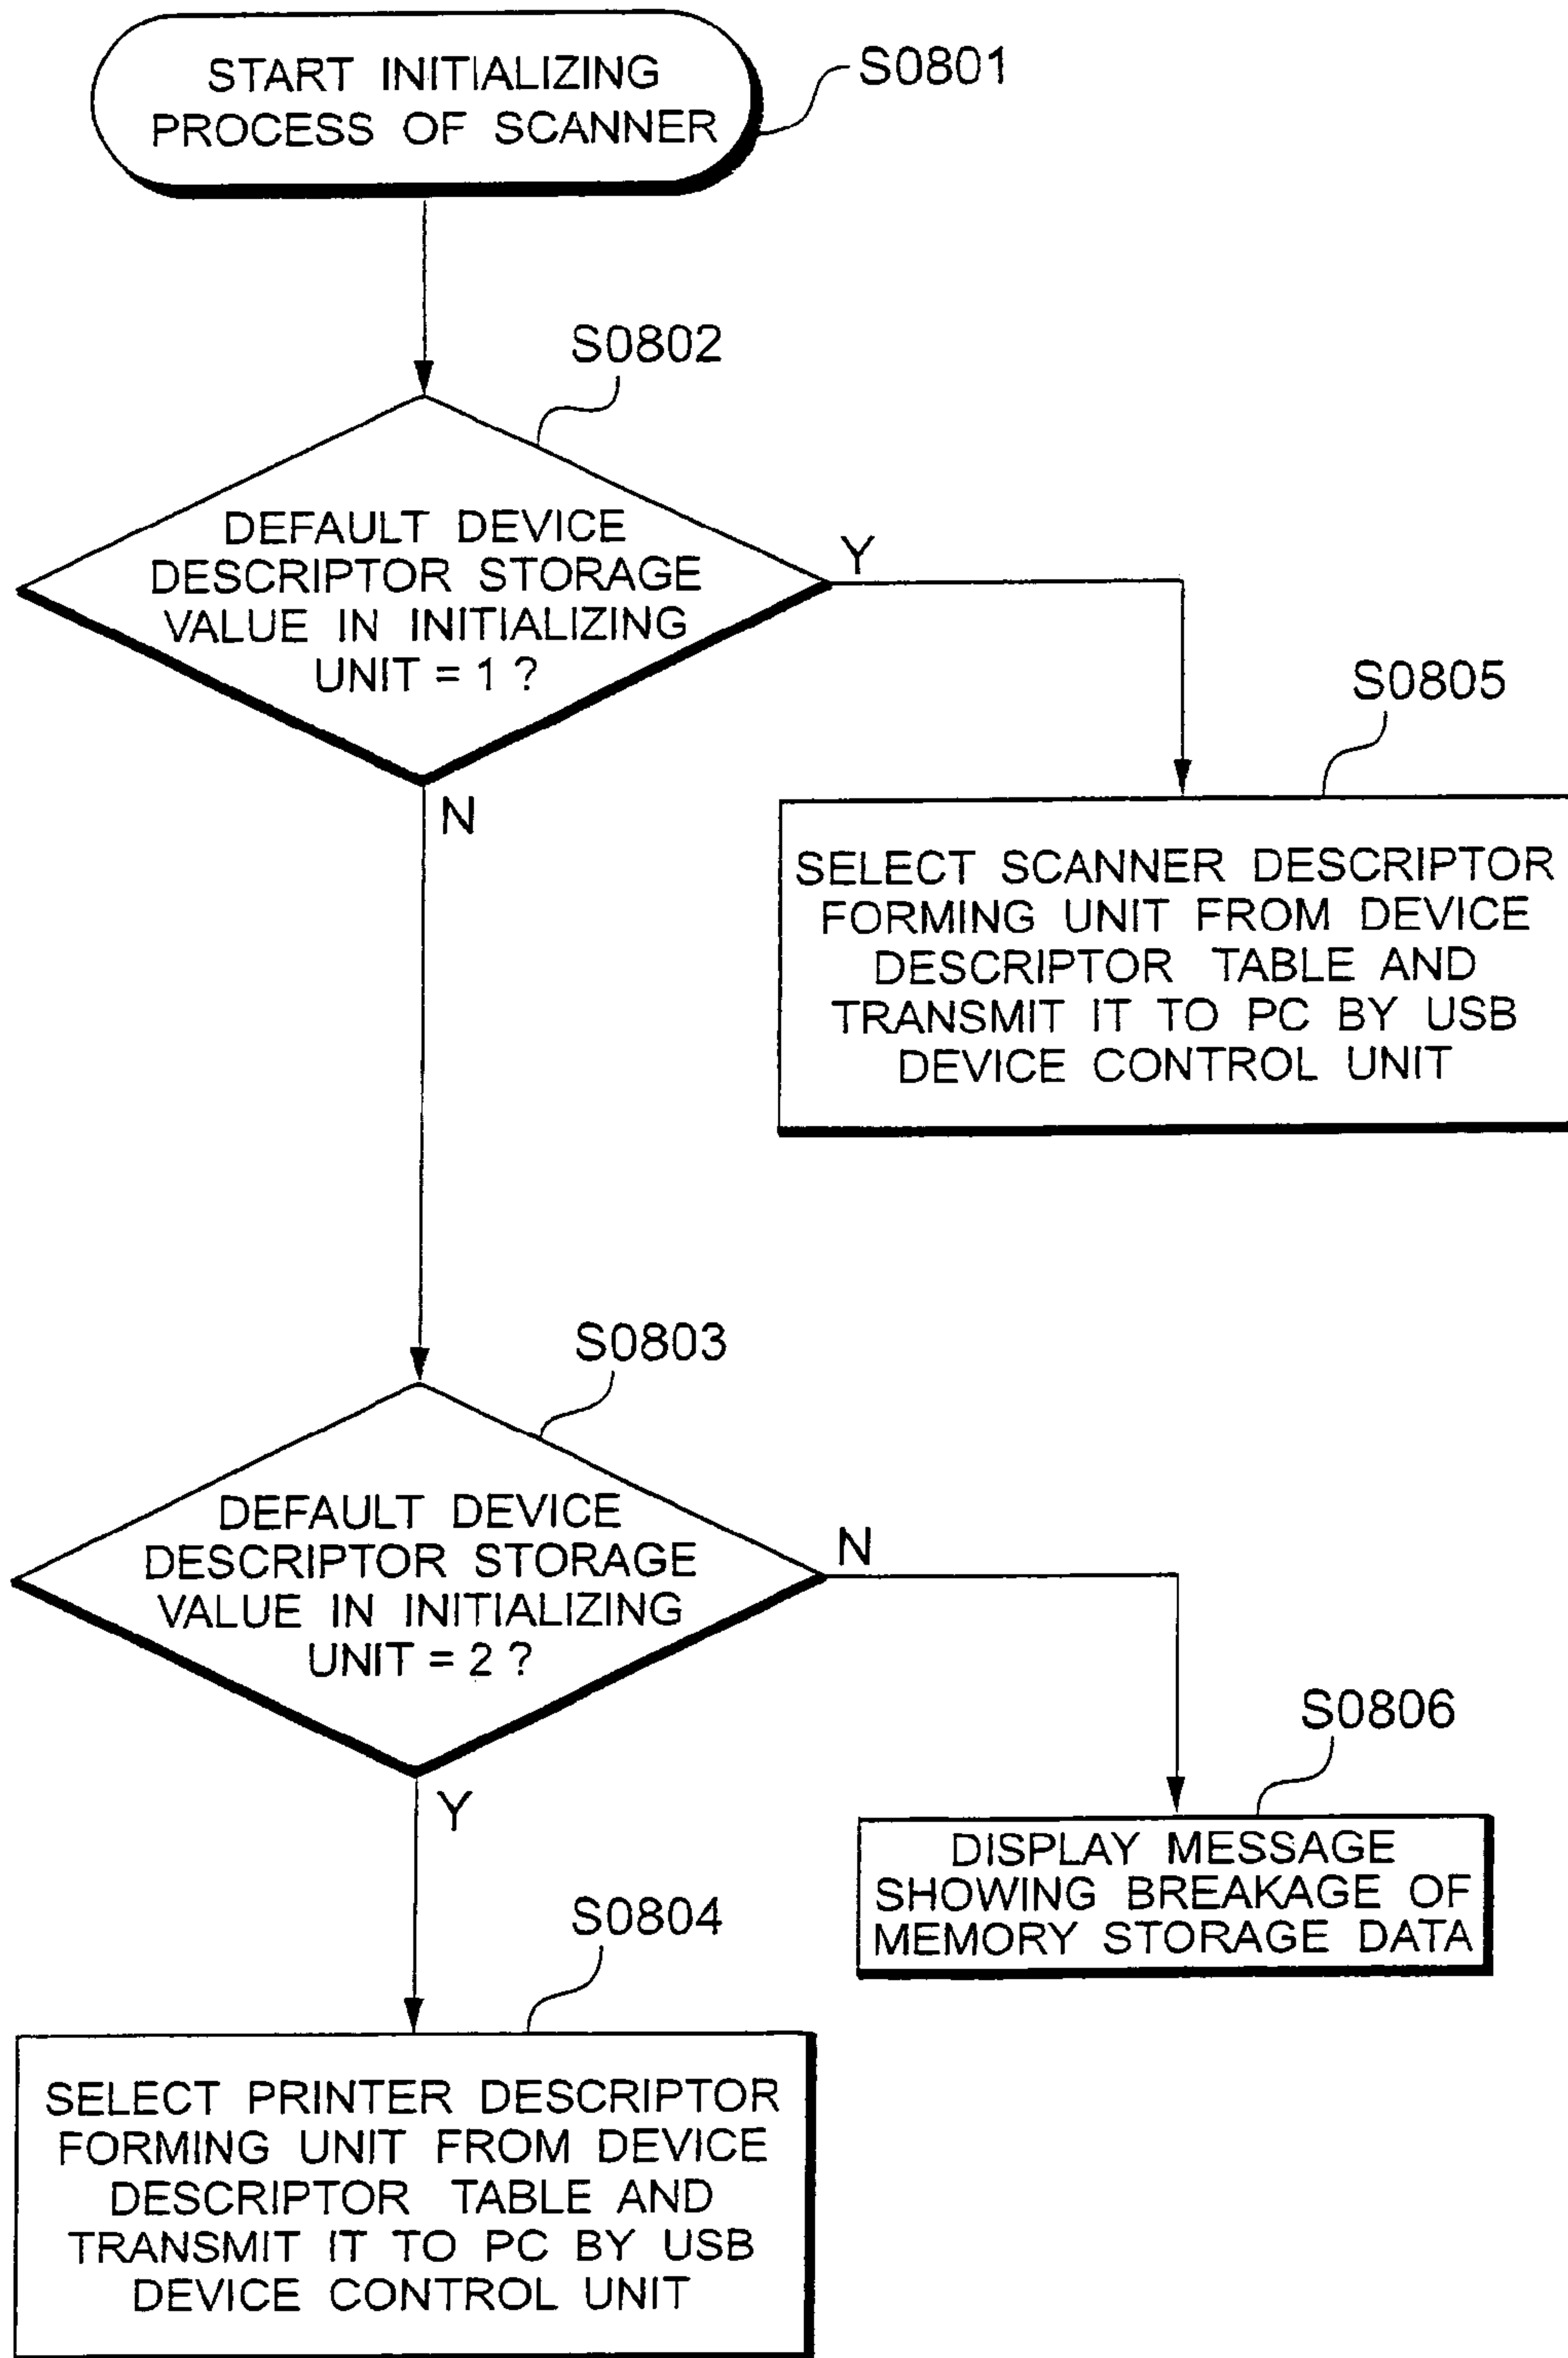 START INITIALIZING
PROCESS OF SCANNER
S0801
S0802
DEFAULT DEVICE
DESCRIPTOR STORAGE
VALUE IN INITIALIZING
UNIT = 1 ?
Y
N
S0805
SELECT SCANNER DESCRIPTOR
FORMING UNIT FROM DEVICE
DESCRIPTOR TABLE AND
TRANSMIT IT TO PC BY USB
DEVICE CONTROL UNIT
S0803
DEFAULT DEVICE
DESCRIPTOR STORAGE
VALUE IN INITIALIZING
UNIT = 2 ?
N
Y
S0806
DISPLAY MESSAGE
SHOWING BREAKAGE OF
MEMORY STORAGE DATA
S0804
SELECT PRINTER DESCRIPTOR
FORMING UNIT FROM DEVICE
DESCRIPTOR TABLE AND
TRANSMIT IT TO PC BY USB
DEVICE CONTROL UNIT